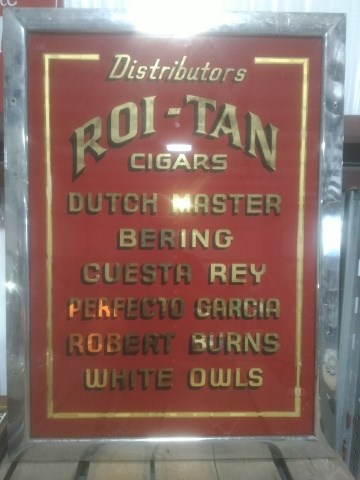 Distributors
ROI-TAN
CIGARS
DUTCH MASTER
BERING
CUESTA REY
PERFECTO GARCIA
ROBERT BURNS
WHITE OWLS